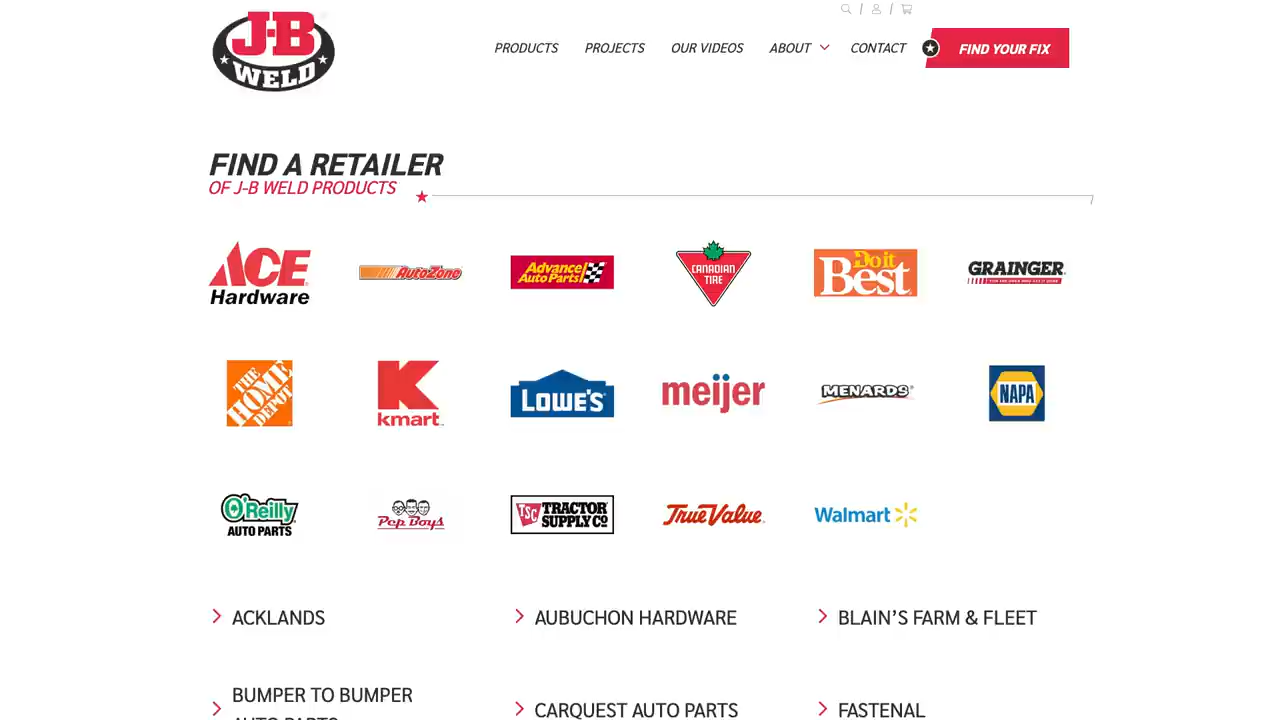 J-B
WELD
PRODUCTS
PROJECTS
OUR VIDEOS
ABOUT
CONTACT
FIND YOUR FIX
FIND A RETAILER
OF J-B WELD PRODUCTS
ACE
Hardware
AutoZone
Advance
Auto Parts
CANADIAN
TIRE
Do it
Best
GRAINGER
THE
HOME
DEPOT
K
kmart
LOWE'S
meijer
MENARDS
NAPA
O'Reilly
AUTO PARTS
Pep Boys
TSC
TRACTOR
SUPPLY CO
True Value
Walmart
ACKLANDS
AUBUCHON HARDWARE
BLAIN'S FARM & FLEET
BUMPER TO BUMPER
AUTO PARTS
CARQUEST AUTO PARTS
FASTENAL